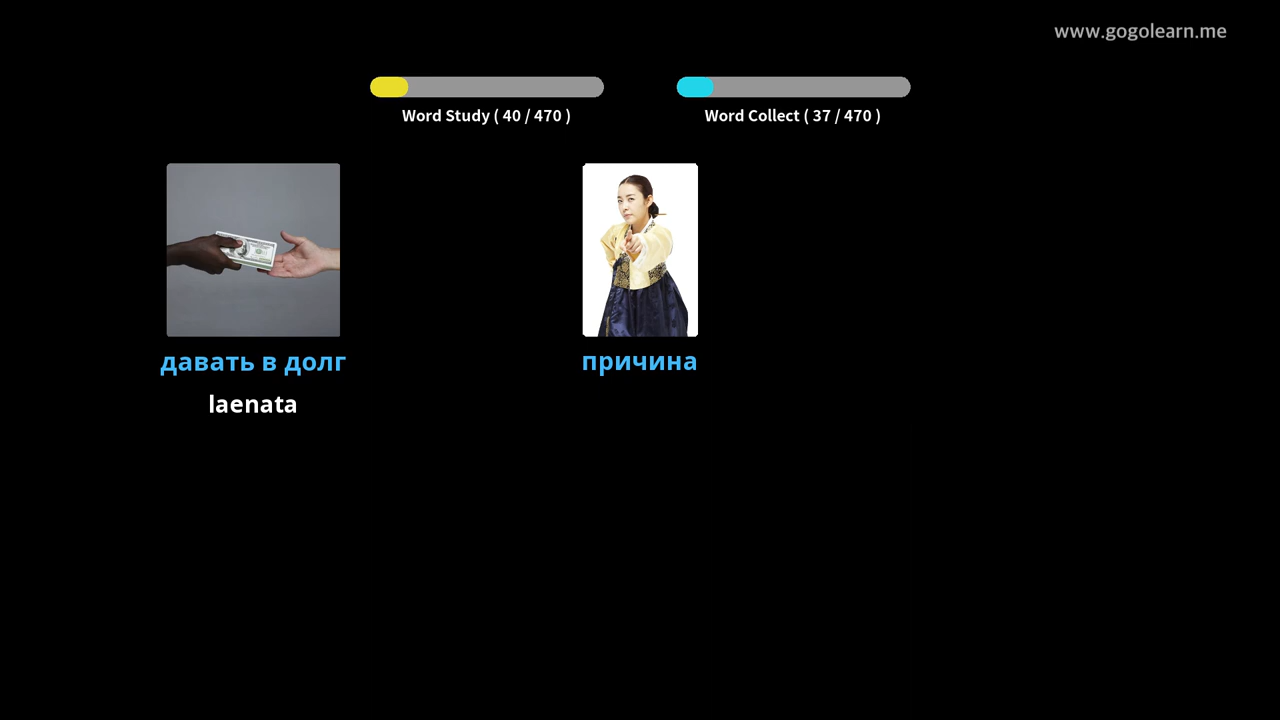 www.gogolearn.me
Word Study ( 40 / 470 )
Word Collect ( 37 / 470 )
давать в долг
laenata
причина